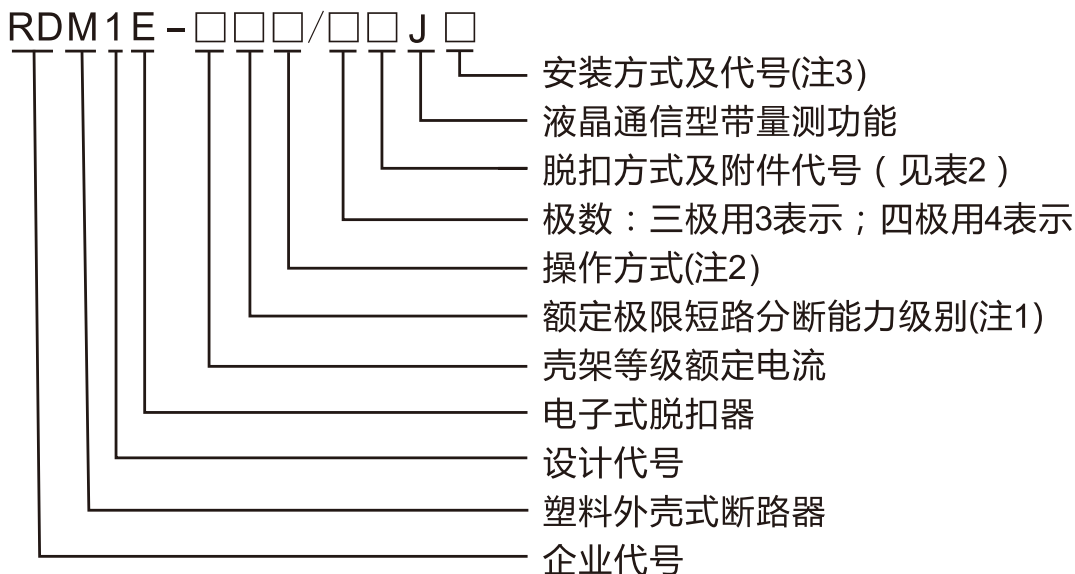 RDM1E-□□□/□□J□
安装方式及代号(注3)
液晶通信型带量测功能
脱扣方式及附件代号（见表2）
极数：三极用3表示；四极用4表示
操作方式(注2)
额定极限短路分断能力级别(注1)
壳架等级额定电流
电子式脱扣器
设计代号
塑料外壳式断路器
企业代号